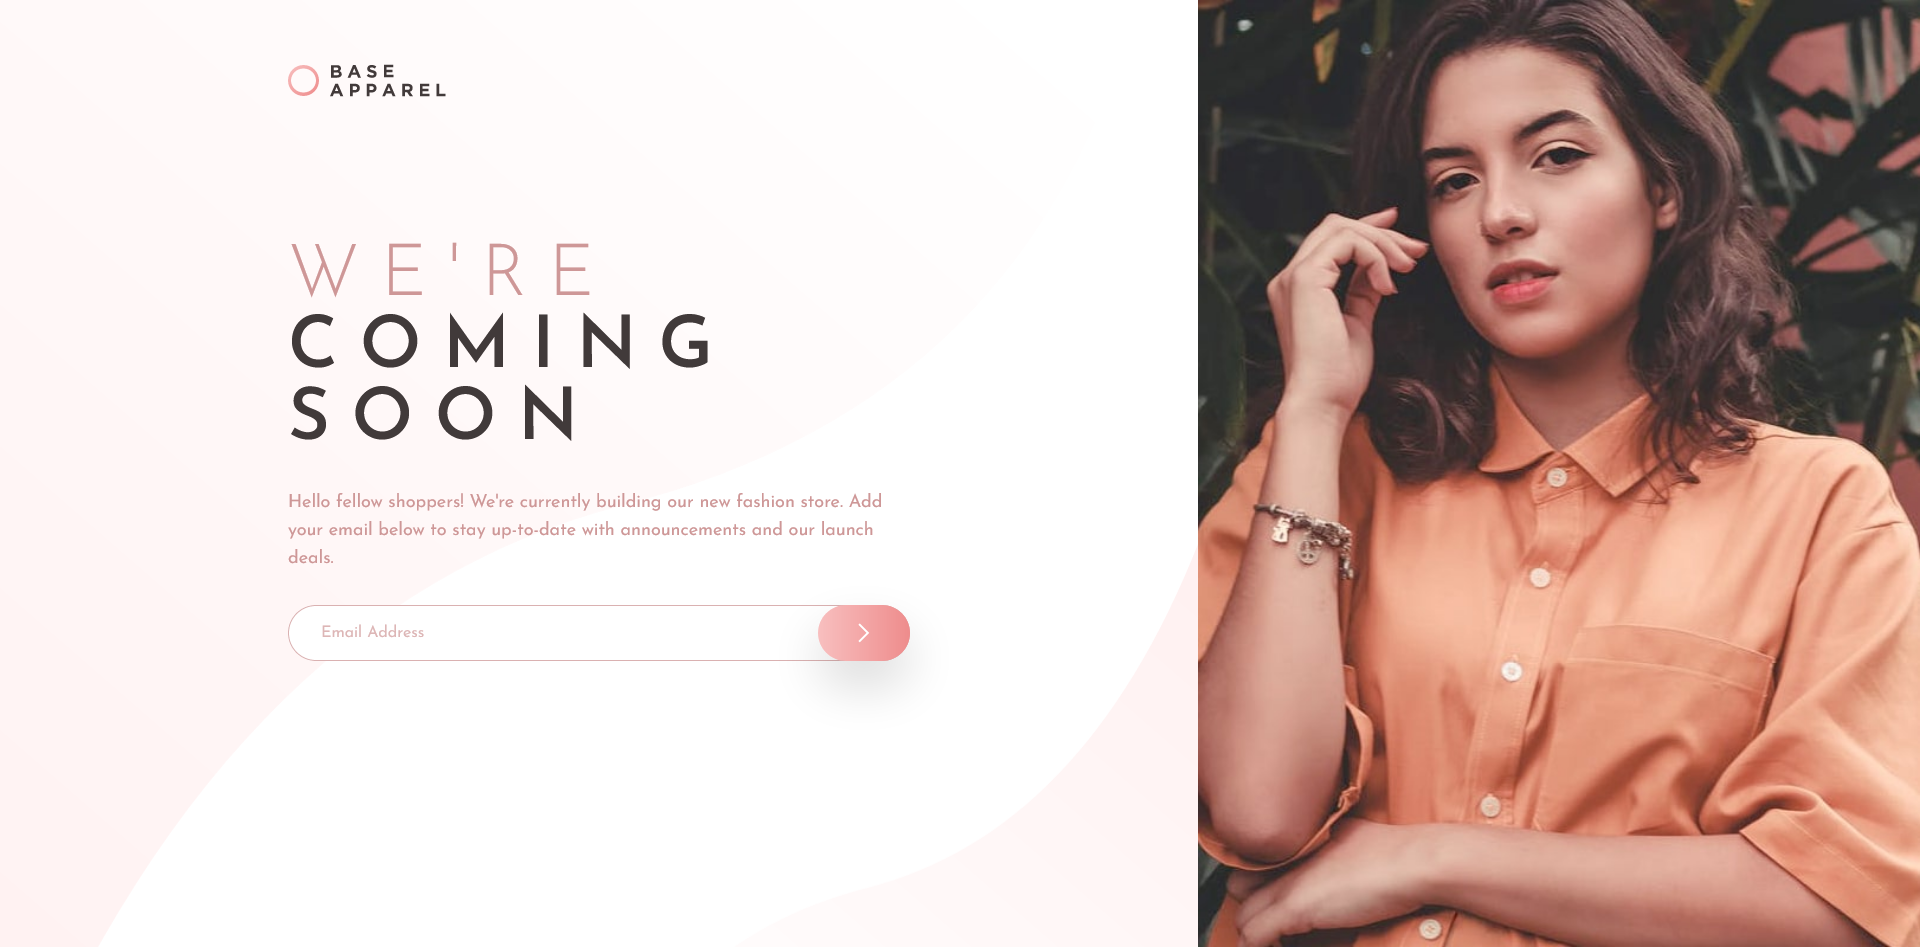 BASE
APPAREL
WE'RE
COMING
SOON
Hello fellow shoppers! We're currently building our new fashion store. Add
your email below to stay up-to-date with announcements and our launch
deals.
Email Address